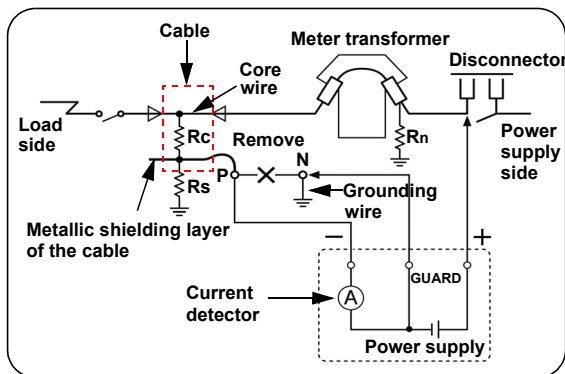 Cable
Meter transformer
Disconnector
Core
wire
Load
side
Rc
Remove
Rn
Power
supply
side
P
N
Rs
Grounding
wire
Metallic shielding layer
of the cable
−
+
GUARD
Current
detector
A
Power supply